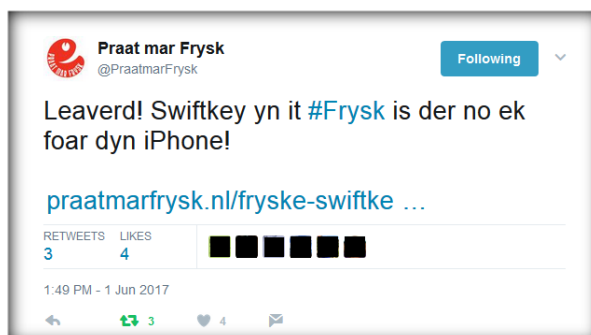 Praat mar Frysk
@PraatmarFrysk
Following
Leaverd! Swiftkey yn it #Frysk is der no ek
foar dyn iPhone!
praatmarfrysk.nl/fryske-swiftke …
RETWEETS LIKES
3 4
1:49 PM - 1 Jun 2017
3 4